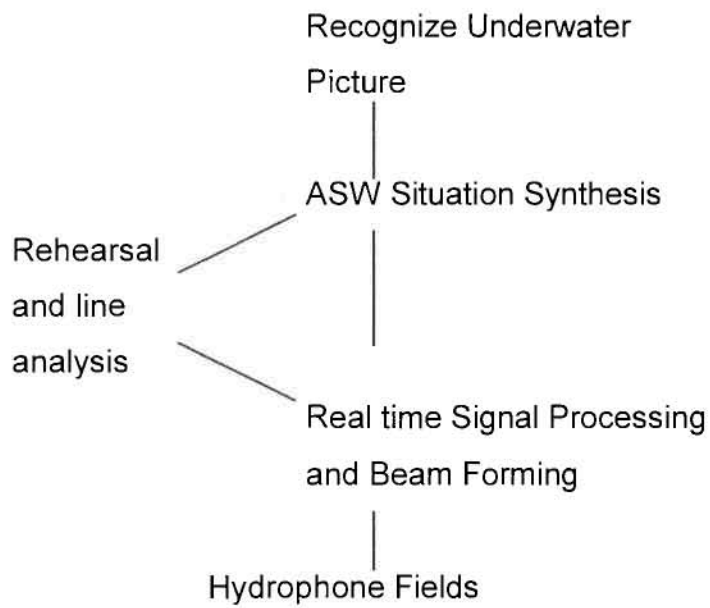 Recognize Underwater
Picture
ASW Situation Synthesis
Rehearsal
and line
analysis
Real time Signal Processing
and Beam Forming
Hydrophone Fields